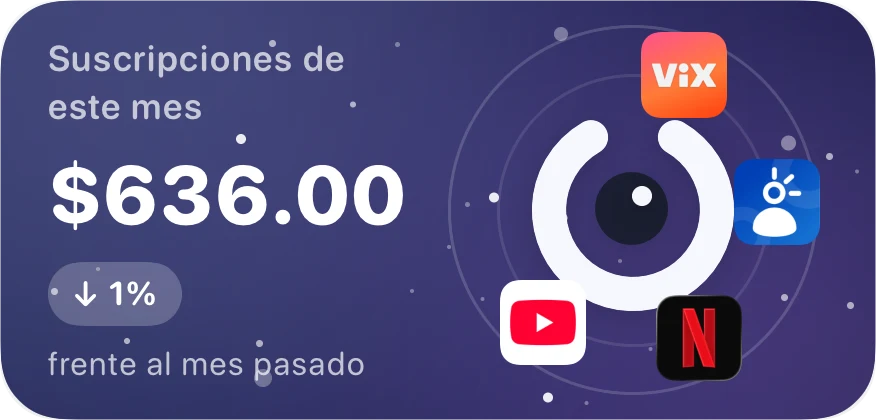 Suscripciones de
este mes
$636.00
↓ 1%
frente al mes pasado
ViX
N